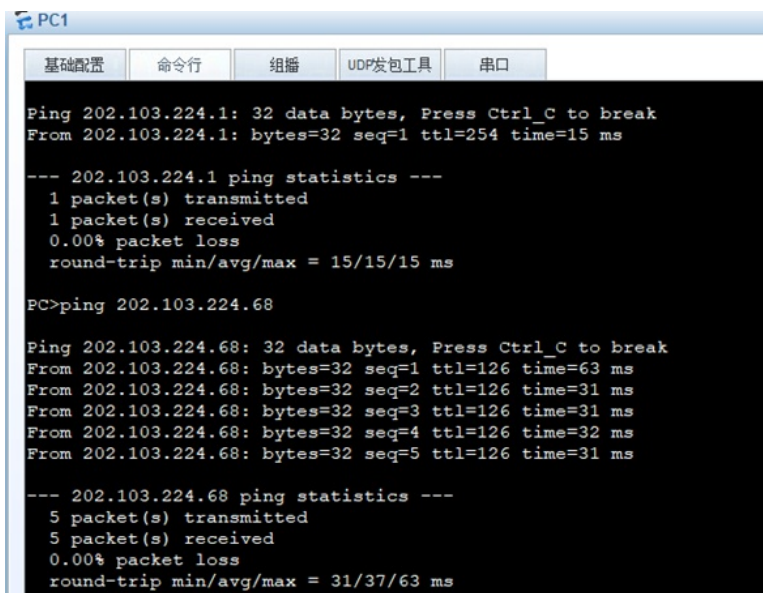 PC1
基础配置 命令行 组播 UDP发包工具 串口
Ping 202.103.224.1: 32 data bytes, Press Ctrl_C to break
From 202.103.224.1: bytes=32 seq=1 ttl=254 time=15 ms
--- 202.103.224.1 ping statistics ---
1 packet(s) transmitted
1 packet(s) received
0.00% packet loss
round-trip min/avg/max = 15/15/15 ms
PC>ping 202.103.224.68
Ping 202.103.224.68: 32 data bytes, Press Ctrl_C to break
From 202.103.224.68: bytes=32 seq=1 ttl=126 time=63 ms
From 202.103.224.68: bytes=32 seq=2 ttl=126 time=31 ms
From 202.103.224.68: bytes=32 seq=3 ttl=126 time=31 ms
From 202.103.224.68: bytes=32 seq=4 ttl=126 time=32 ms
From 202.103.224.68: bytes=32 seq=5 ttl=126 time=31 ms
--- 202.103.224.68 ping statistics ---
5 packet(s) transmitted
5 packet(s) received
0.00% packet loss
round-trip min/avg/max = 31/37/63 ms